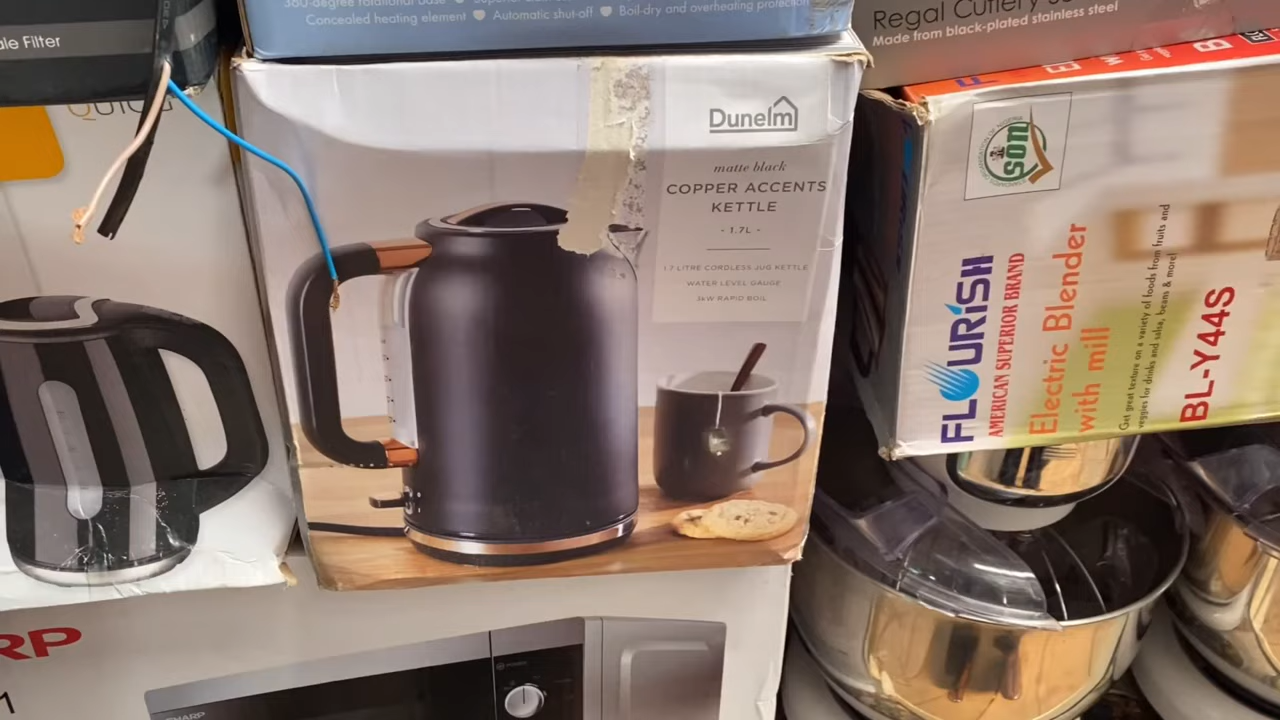 360-degree rotational base
Concealed heating element Automatic shut-off Boil-dry and overheating protection
Regal Cutlery
Made from black-plated stainless steel
Filter
Dunelm
matte black
COPPER ACCENTS
KETTLE
- 1.7L -
1.7 LITRE CORDLESS JUG KETTLE
WATER LEVEL GAUGE
3kW RAPID BOIL
SON
FLOURISH
AMERICAN SUPERIOR BRAND
Electric Blender
with mill
Get great texture on a variety of foods from fruits and
veggies for drinks and salsa, beans & more!
BL-Y44S
RP
SHARP